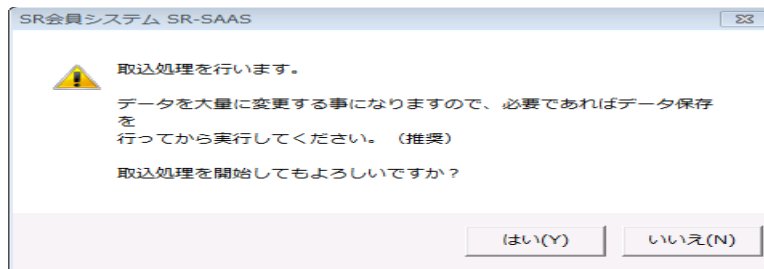 SR会員システム SR-SAAS
取込処理を行います。
データを大量に変更する事になりますので、必要であればデータ保存
を
行ってから実行してください。（推奨）
取込処理を開始してもよろしいですか？
はい(Y)
いいえ(N)